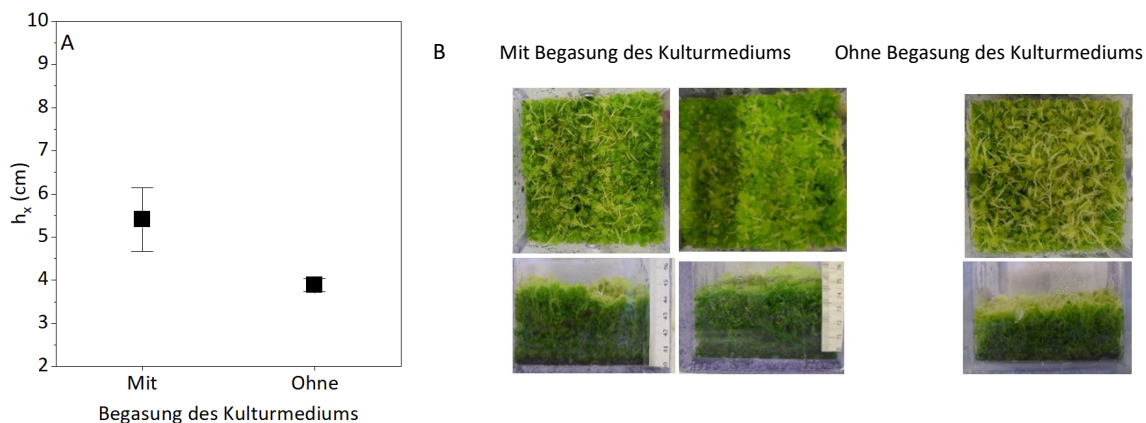 A
10
9
8
7
6
5
4
3
2
hₓ (cm)
Mit
Ohne
Begasung des Kulturmediums
B
Mit Begasung des Kulturmediums
Ohne Begasung des Kulturmediums